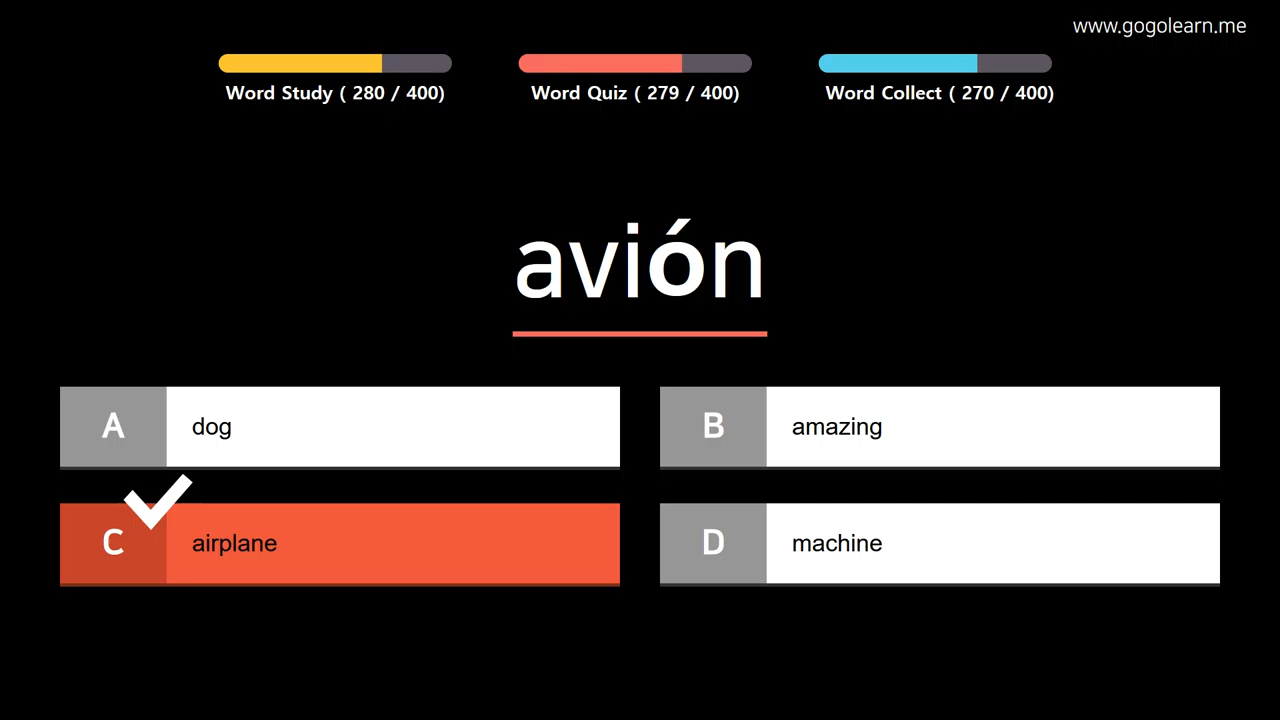 www.gogolearn.me
Word Study ( 280 / 400)
Word Quiz ( 279 / 400)
Word Collect ( 270 / 400)
avión
A dog
B amazing
C airplane
D machine